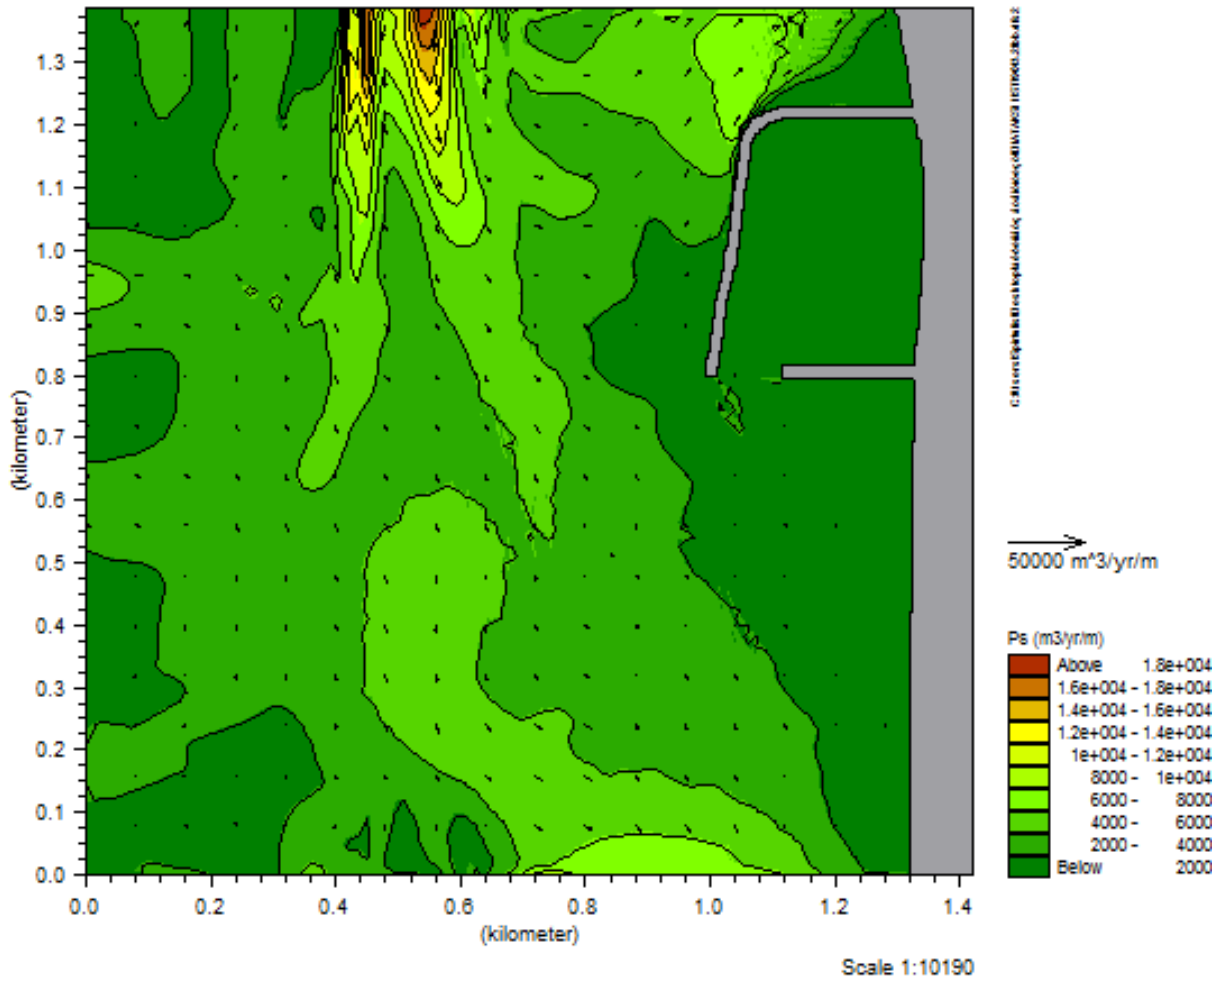 1.3
1.2
1.1
1.0
0.9
0.8
0.7
0.6
0.5
0.4
0.3
0.2
0.1
0.0
(kilometer)
0.0 0.2 0.4 0.6 0.8 1.0 1.2 1.4
(kilometer)
Scale 1:10190
50000 m^3/yr/m
Ps (m3/yr/m)
Above 1.8e+004
1.6e+004 - 1.8e+004
1.4e+004 - 1.6e+004
1.2e+004 - 1.4e+004
1e+004 - 1.2e+004
8000 - 1e+004
6000 - 8000
4000 - 6000
2000 - 4000
Below 2000